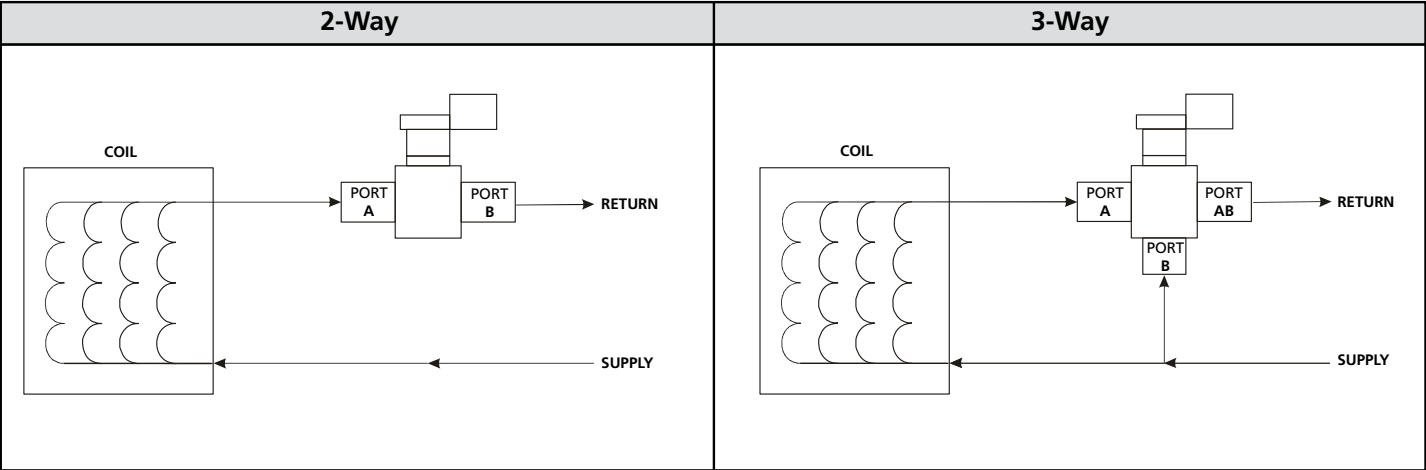 2-Way
COIL
PORT
A
PORT
B
RETURN
SUPPLY
3-Way
COIL
PORT
A
PORT
AB
RETURN
PORT
B
SUPPLY